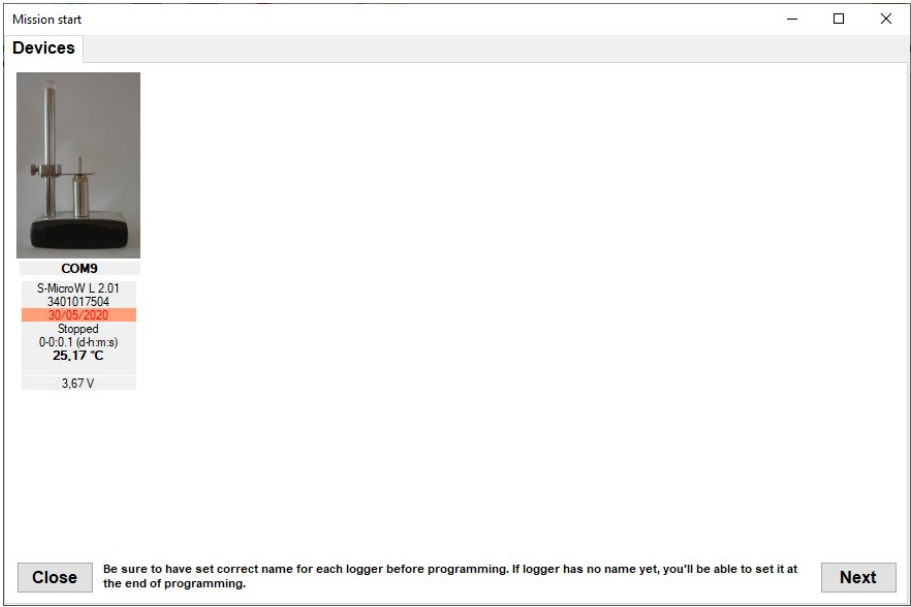 Mission start
Devices
COM9
S-MicroW L 2.01
3401017504
30/05/2020
Stopped
0-0:0.1 (d-h:m:s)
25,17 °C
3,67 V
Close
Be sure to have set correct name for each logger before programming. If logger has no name yet, you'll be able to set it at
the end of programming.
Next